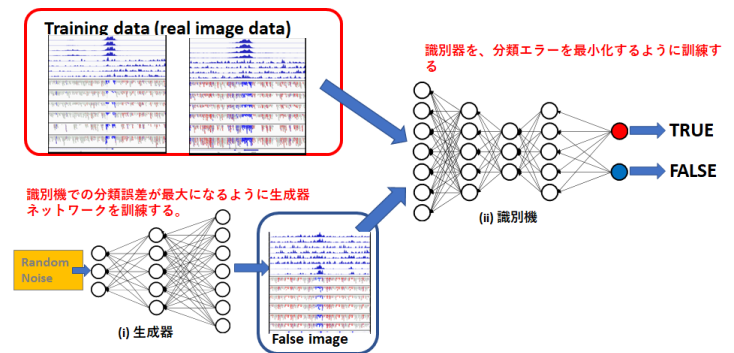 Training data (real image data)
識別器を、分類エラーを最小化するように訓練す
る
TRUE
FALSE
(ii) 識別機
識別機での分類誤差が最大になるように生成器
ネットワークを訓練する。
Random
Noise
(i) 生成器
False image